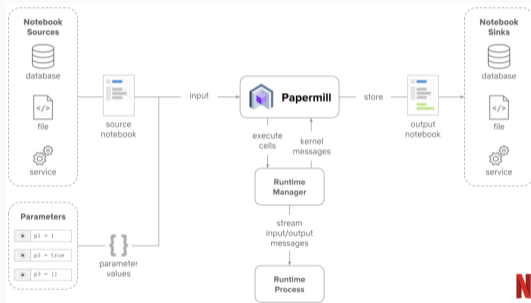 Notebook
Sources
database
</>
file
service
source
notebook
input
Papermill
store
output
notebook
Notebook
Sinks
database
</>
file
service
execute
cells
kernel
messages
Runtime
Manager
stream
input/output
messages
Runtime
Process
Parameters
p1 = 1
p2 = true
p3 = []
{ }
parameter
values
N